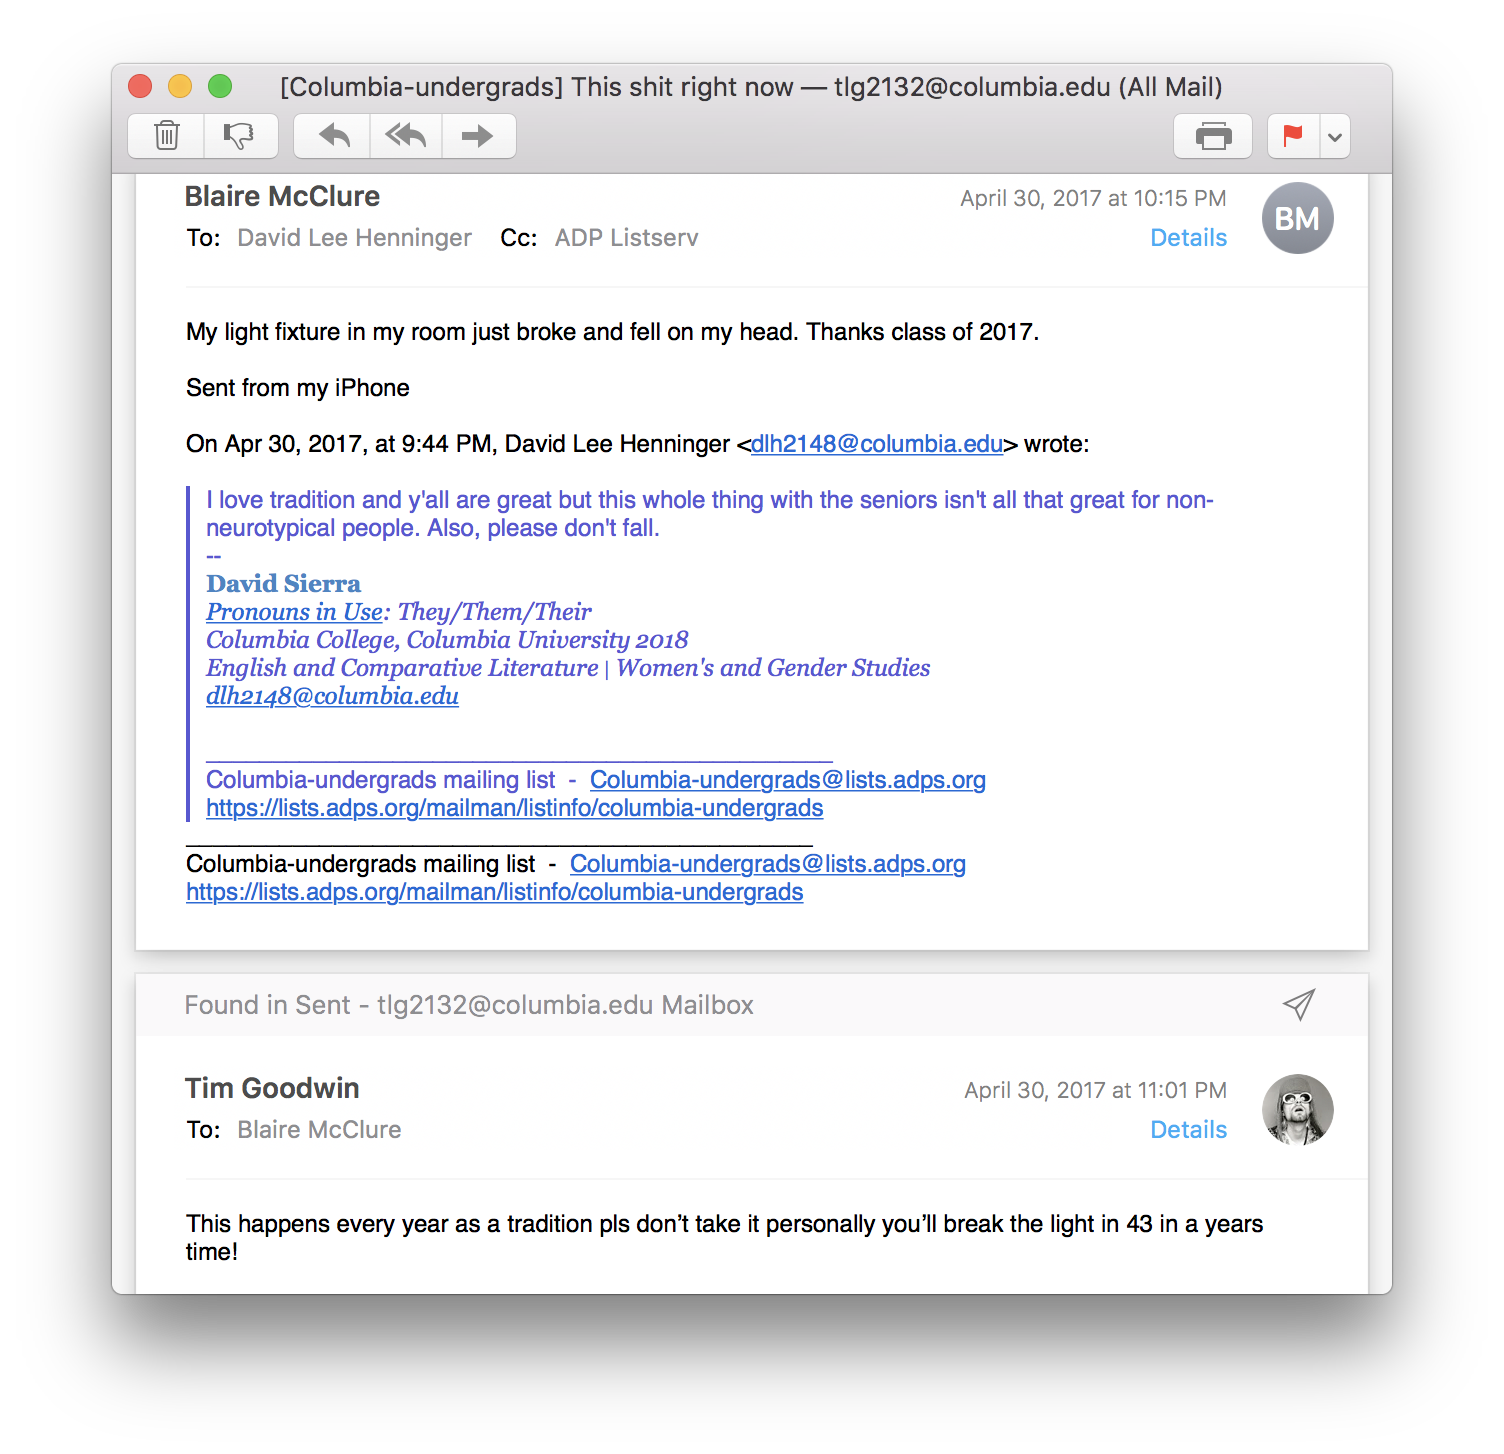 [Columbia-undergrads] This shit right now — tlg2132@columbia.edu (All Mail)
Blaire McClure
April 30, 2017 at 10:15 PM
BM
To: David Lee Henninger Cc: ADP Listserv
Details
My light fixture in my room just broke and fell on my head. Thanks class of 2017.
Sent from my iPhone
On Apr 30, 2017, at 9:44 PM, David Lee Henninger <dlh2148@columbia.edu> wrote:
I love tradition and y'all are great but this whole thing with the seniors isn't all that great for non-
neurotypical people. Also, please don't fall.
--
David Sierra
Pronouns in Use: They/Them/Their
Columbia College, Columbia University 2018
English and Comparative Literature | Women's and Gender Studies
dlh2148@columbia.edu
_______________________________________________
Columbia-undergrads mailing list - Columbia-undergrads@lists.adps.org
https://lists.adps.org/mailman/listinfo/columbia-undergrads
_______________________________________________
Columbia-undergrads mailing list - Columbia-undergrads@lists.adps.org
https://lists.adps.org/mailman/listinfo/columbia-undergrads
Found in Sent - tlg2132@columbia.edu Mailbox
Tim Goodwin
April 30, 2017 at 11:01 PM
To: Blaire McClure
Details
This happens every year as a tradition pls don’t take it personally you’ll break the light in 43 in a years
time!